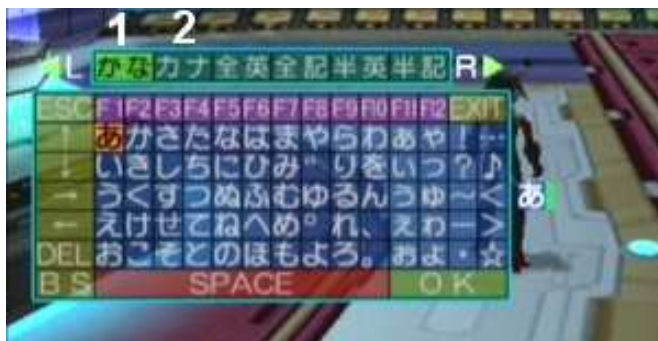 1 2
L かな カナ 全英 全記 半英 半記 R
ESC F1 F2 F3 F4 F5 F6 F7 F8 F9 F10 F11 F12 EXIT
↑ あ か さ た な は ま や ら わ ぁ ゃ ! …
↓ い き し ち に ひ み ゛ り を ぃ っ ? ♪
→ う く す つ ぬ ふ む ゆ る ん ぅ ゅ ~ < あ
← え け せ て ね へ め ゜ れ 、 ぇ ゎ ー >
DEL お こ そ と の ほ も よ ろ 。 ぉ ょ ・ ☆
BS SPACE OK